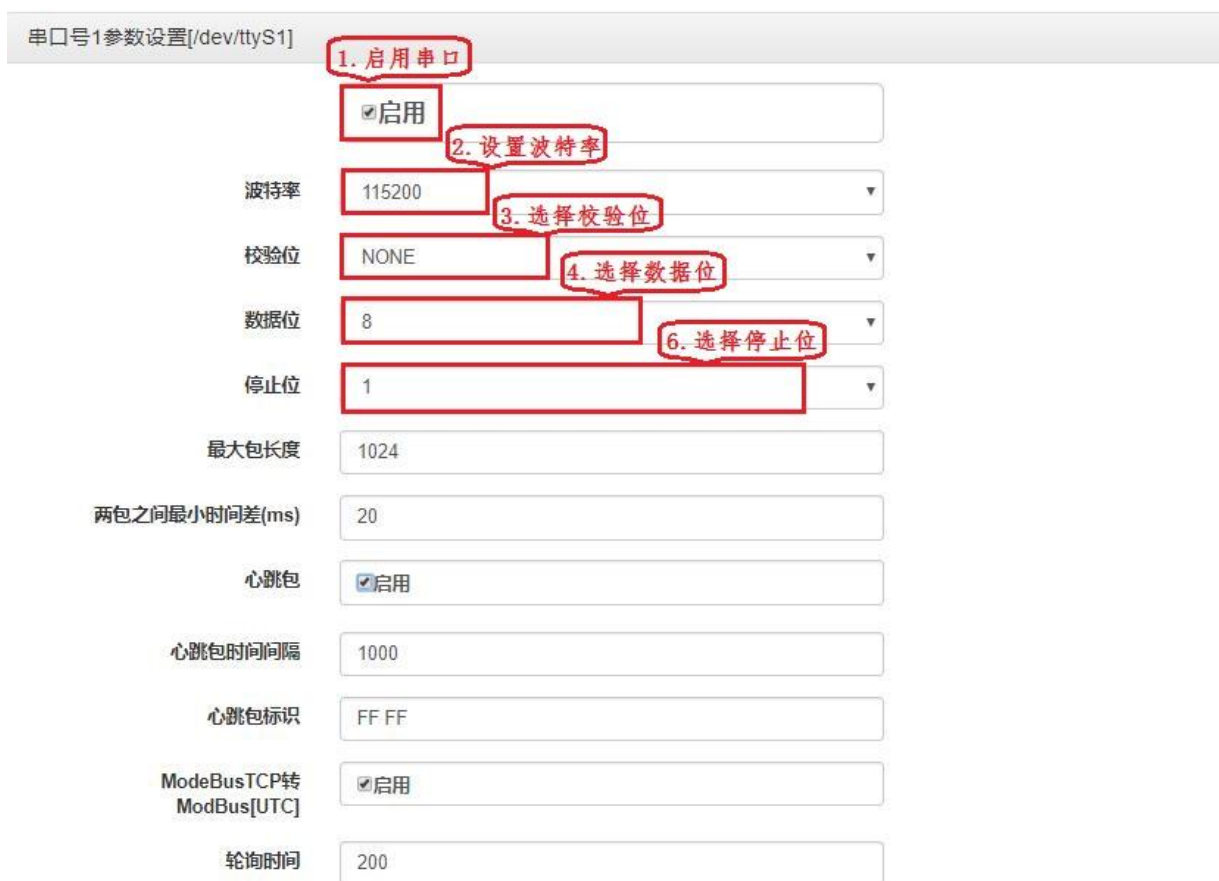 串口号1参数设置[/dev/ttyS1]
1. 启用串口
启用
2. 设置波特率
波特率
115200
3. 选择校验位
校验位
NONE
4. 选择数据位
数据位
8
6. 选择停止位
停止位
1
最大包长度
1024
两包之间最小时间差(ms)
20
心跳包
启用
心跳包时间间隔
1000
心跳包标识
FF FF
ModeBusTCP转
ModBus[UTC]
启用
轮询时间
200